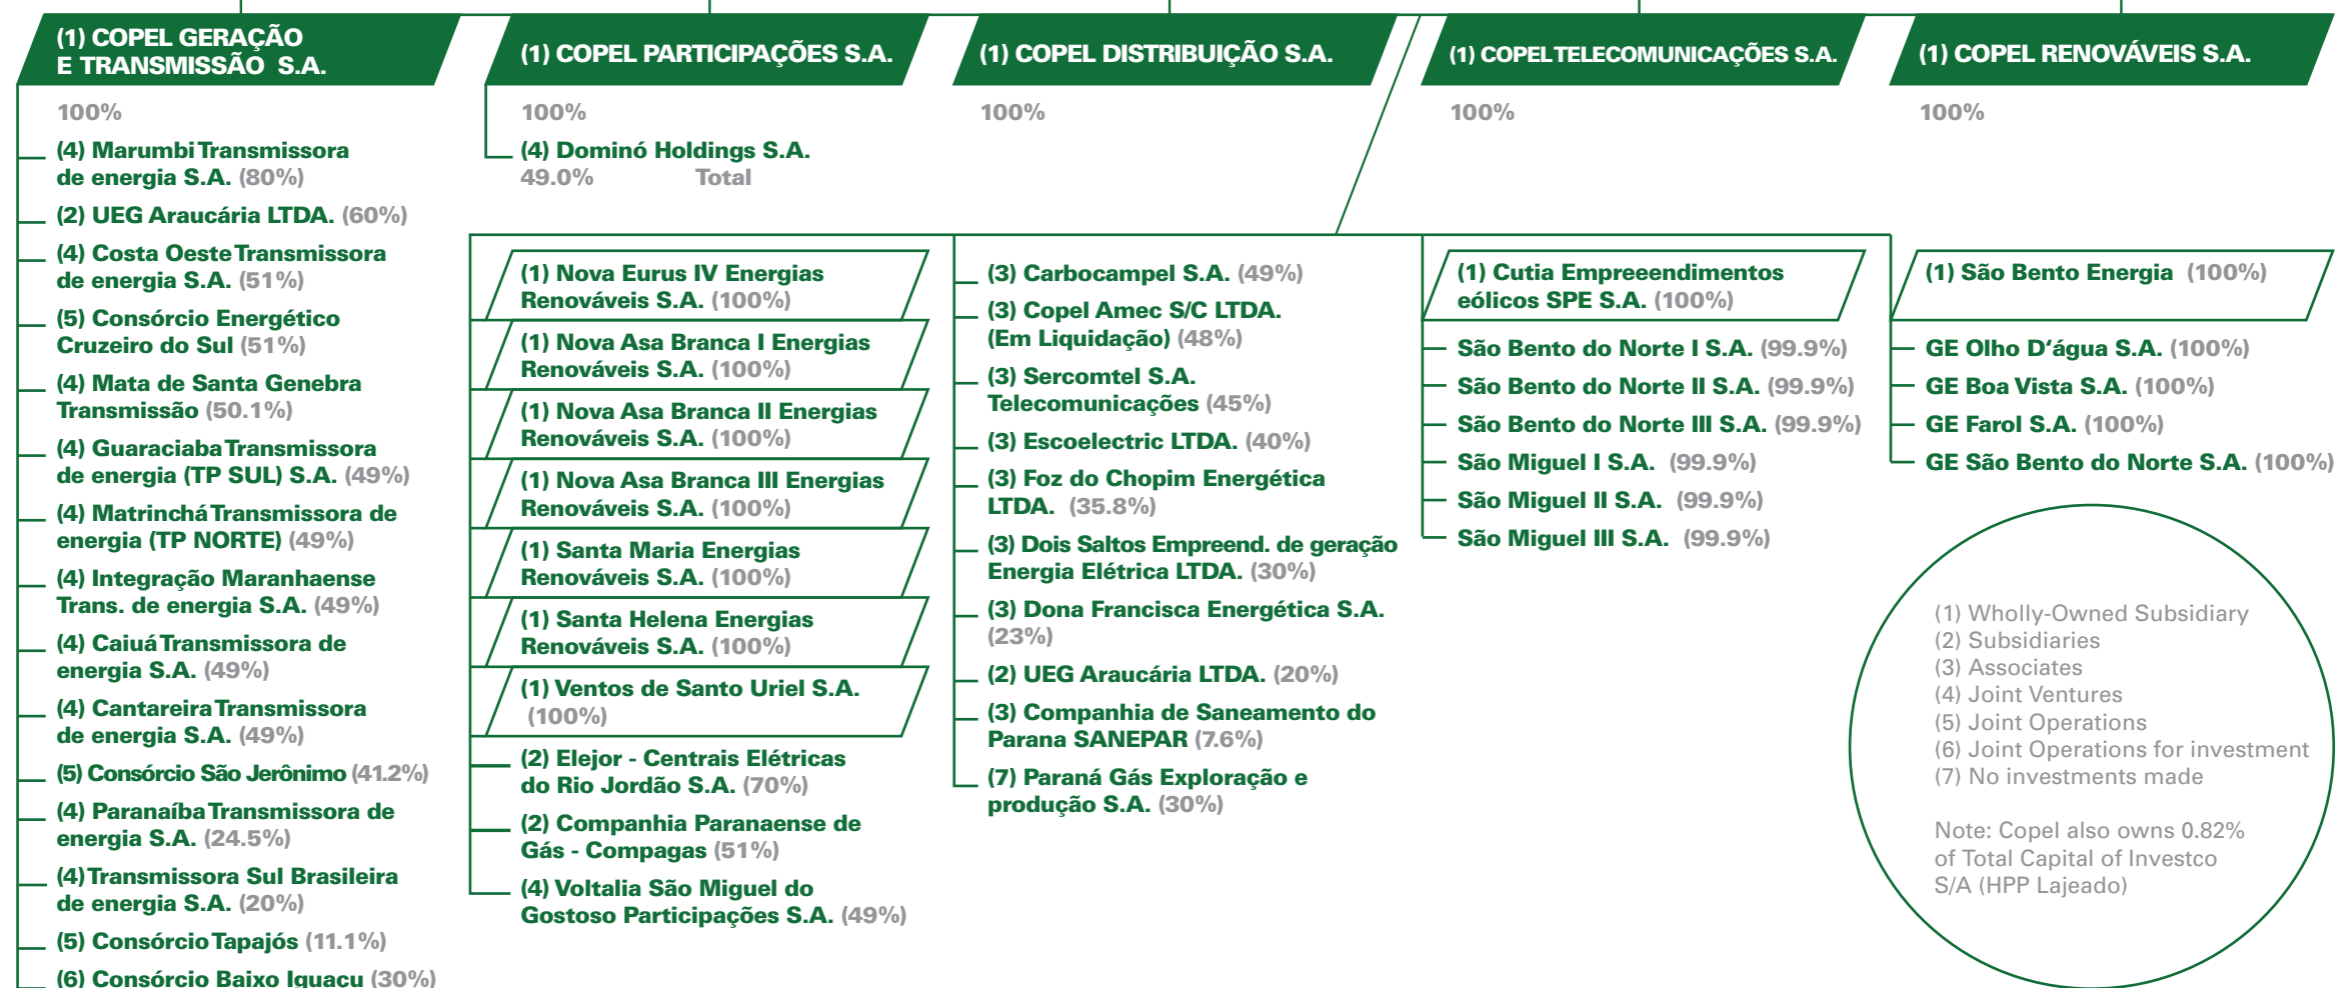 (1) COPEL GERAÇÃO
E TRANSMISSÃO S.A.
100%
(4) Marumbi Transmissora
de energia S.A. (80%)
(2) UEG Araucária LTDA. (60%)
(4) Costa Oeste Transmissora
de energia S.A. (51%)
(5) Consórcio Energético
Cruzeiro do Sul (51%)
(4) Mata de Santa Genebra
Transmissão (50.1%)
(4) Guaraciaba Transmissora
de energia (TP SUL) S.A. (49%)
(4) Matrinchá Transmissora de
energia (TP NORTE) (49%)
(4) Integração Maranhaense
Trans. de energia S.A. (49%)
(4) Caiuá Transmissora de
energia S.A. (49%)
(4) Cantareira Transmissora
de energia S.A. (49%)
(5) Consórcio São Jerônimo (41.2%)
(4) Paranaíba Transmissora de
energia S.A. (24.5%)
(4) Transmissora Sul Brasileira
de energia S.A. (20%)
(5) Consórcio Tapajós (11.1%)
(6) Consórcio Baixo Iguaçu (30%)
(1) COPEL PARTICIPAÇÕES S.A.
100%
(4) Dominó Holdings S.A.
49.0% Total
(1) COPEL DISTRIBUIÇÃO S.A.
100%
(1) COPEL TELECOMUNICAÇÕES S.A.
100%
(1) COPEL RENOVÁVEIS S.A.
100%
(1) Nova Eurus IV Energias
Renováveis S.A. (100%)
(1) Nova Asa Branca I Energias
Renováveis S.A. (100%)
(1) Nova Asa Branca II Energias
Renováveis S.A. (100%)
(1) Nova Asa Branca III Energias
Renováveis S.A. (100%)
(1) Santa Maria Energias
Renováveis S.A. (100%)
(1) Santa Helena Energias
Renováveis S.A. (100%)
(1) Ventos de Santo Uriel S.A.
(100%)
(2) Elejor - Centrais Elétricas
do Rio Jordão S.A. (70%)
(2) Companhia Paranaense de
Gás - Compagas (51%)
(4) Voltalia São Miguel do
Gostoso Participações S.A. (49%)
(3) Carbocampel S.A. (49%)
(3) Copel Amec S/C LTDA.
(Em Liquidação) (48%)
(3) Sercomtel S.A.
Telecomunicações (45%)
(3) Escoelectric LTDA. (40%)
(3) Foz do Chopim Energética
LTDA. (35.8%)
(3) Dois Saltos Empreend. de geração
Energia Elétrica LTDA. (30%)
(3) Dona Francisca Energética S.A.
(23%)
(2) UEG Araucária LTDA. (20%)
(3) Companhia de Saneamento do
Parana SANEPAR (7.6%)
(7) Paraná Gás Exploração e
produção S.A. (30%)
(1) Cutia Empreeendimentos
eólicos SPE S.A. (100%)
São Bento do Norte I S.A. (99.9%)
São Bento do Norte II S.A. (99.9%)
São Bento do Norte III S.A. (99.9%)
São Miguel I S.A. (99.9%)
São Miguel II S.A. (99.9%)
São Miguel III S.A. (99.9%)
(1) São Bento Energia (100%)
GE Olho D‘água S.A. (100%)
GE Boa Vista S.A. (100%)
GE Farol S.A. (100%)
GE São Bento do Norte S.A. (100%)
(1) Wholly-Owned Subsidiary
(2) Subsidiaries
(3) Associates
(4) Joint Ventures
(5) Joint Operations
(6) Joint Operations for investment
(7) No investments made
Note: Copel also owns 0.82%
of Total Capital of Investco
S/A (HPP Lajeado)